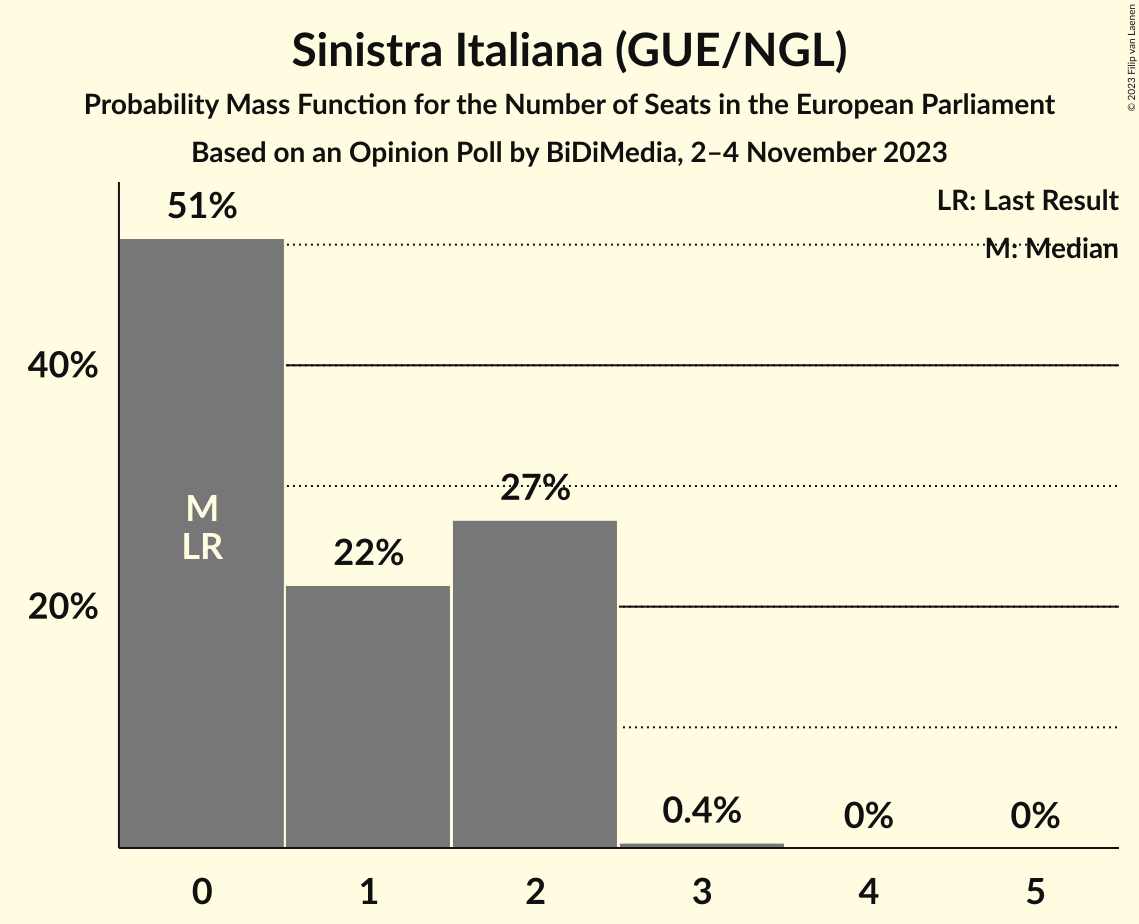 Sinistra Italiana (GUE/NGL)
Probability Mass Function for the Number of Seats in the European Parliament
Based on an Opinion Poll by BiDiMedia, 2–4 November 2023
© 2023 Filip van Laenen
LR: Last Result
M: Median
51%
40%
27%
M
LR
22%
20%
0.4%
0%
0%
0
1
2
3
4
5